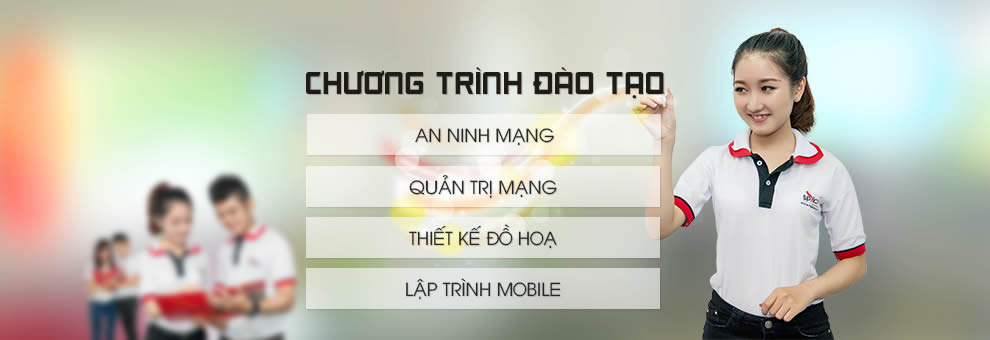 CHƯƠNG TRÌNH ĐÀO TẠO
AN NINH MẠNG
QUẢN TRỊ MẠNG
THIẾT KẾ ĐỒ HOẠ
LẬP TRÌNH MOBILE